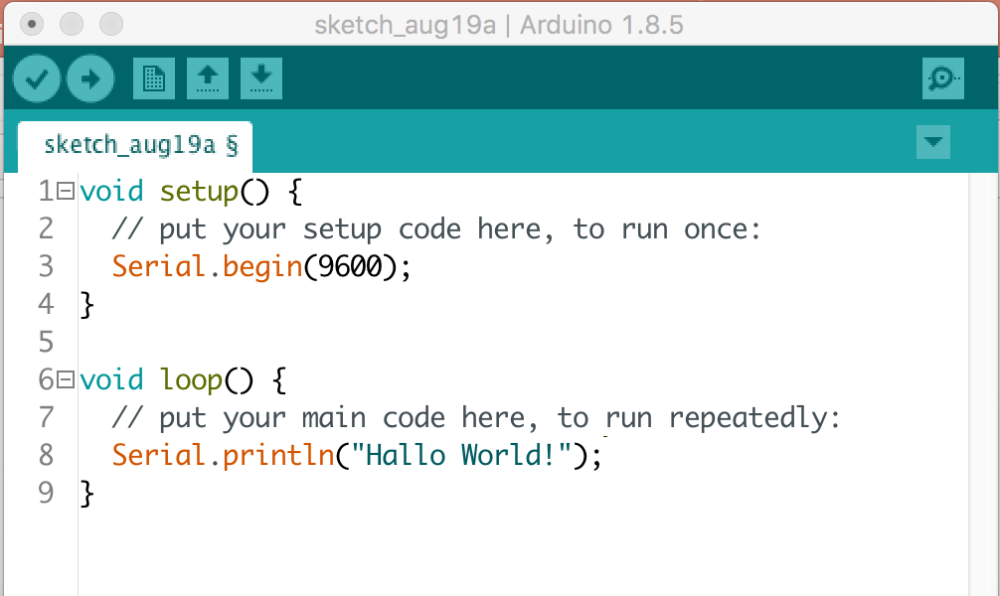 sketch_aug19a | Arduino 1.8.5
sketch_aug19a §
1 void setup() {
2   // put your setup code here, to run once:
3   Serial.begin(9600);
4 }
5
6 void loop() {
7   // put your main code here, to run repeatedly:
8   Serial.println("Hallo World!");
9 }